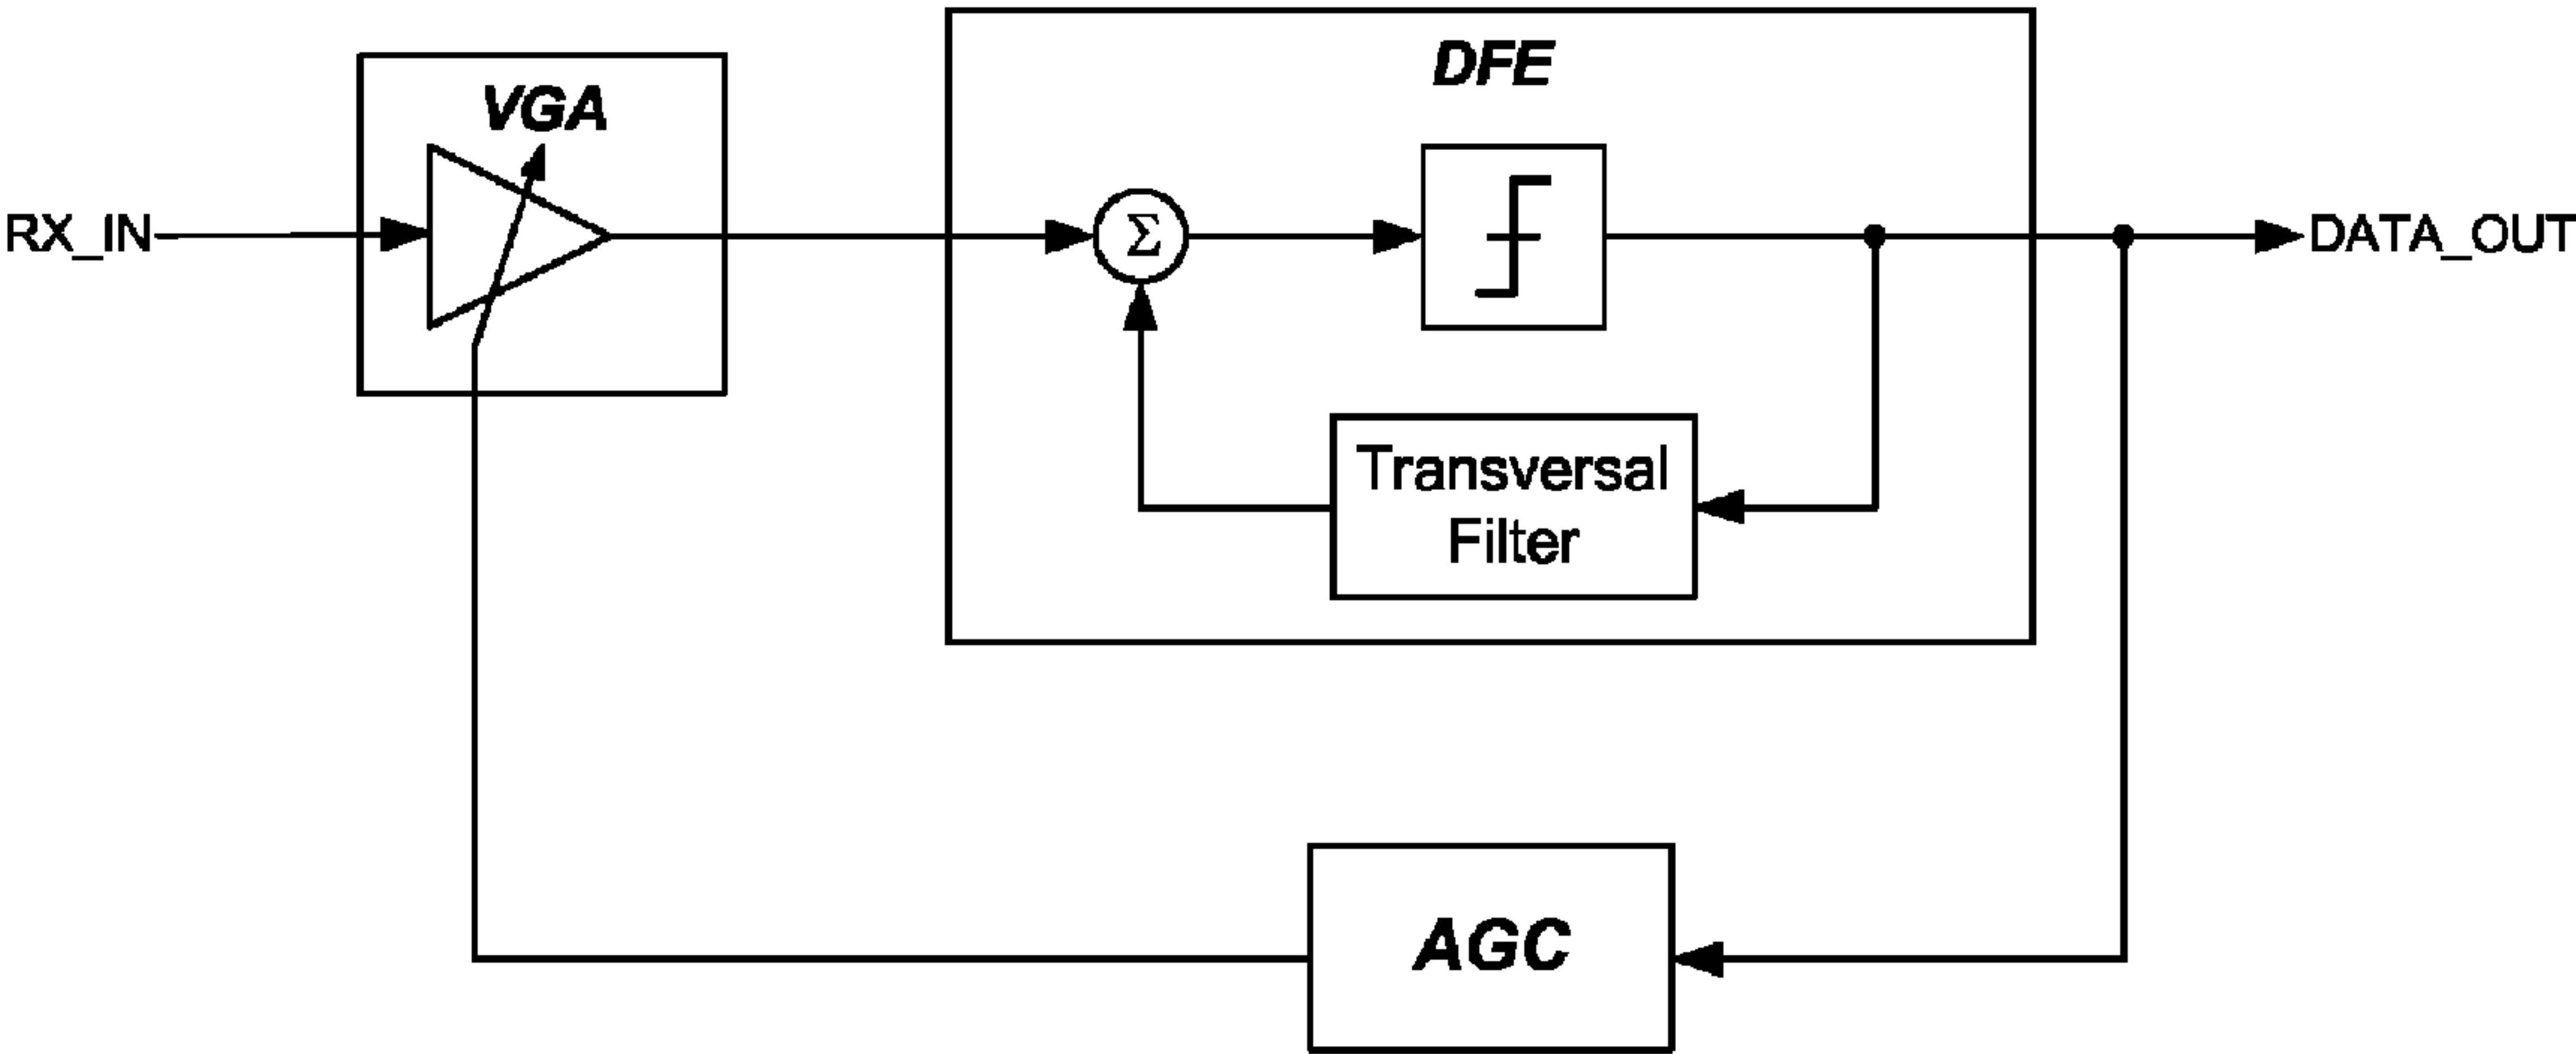 DFE
VGA
RX_IN
Σ
DATA_OUT
Transversal
Filter
AGC